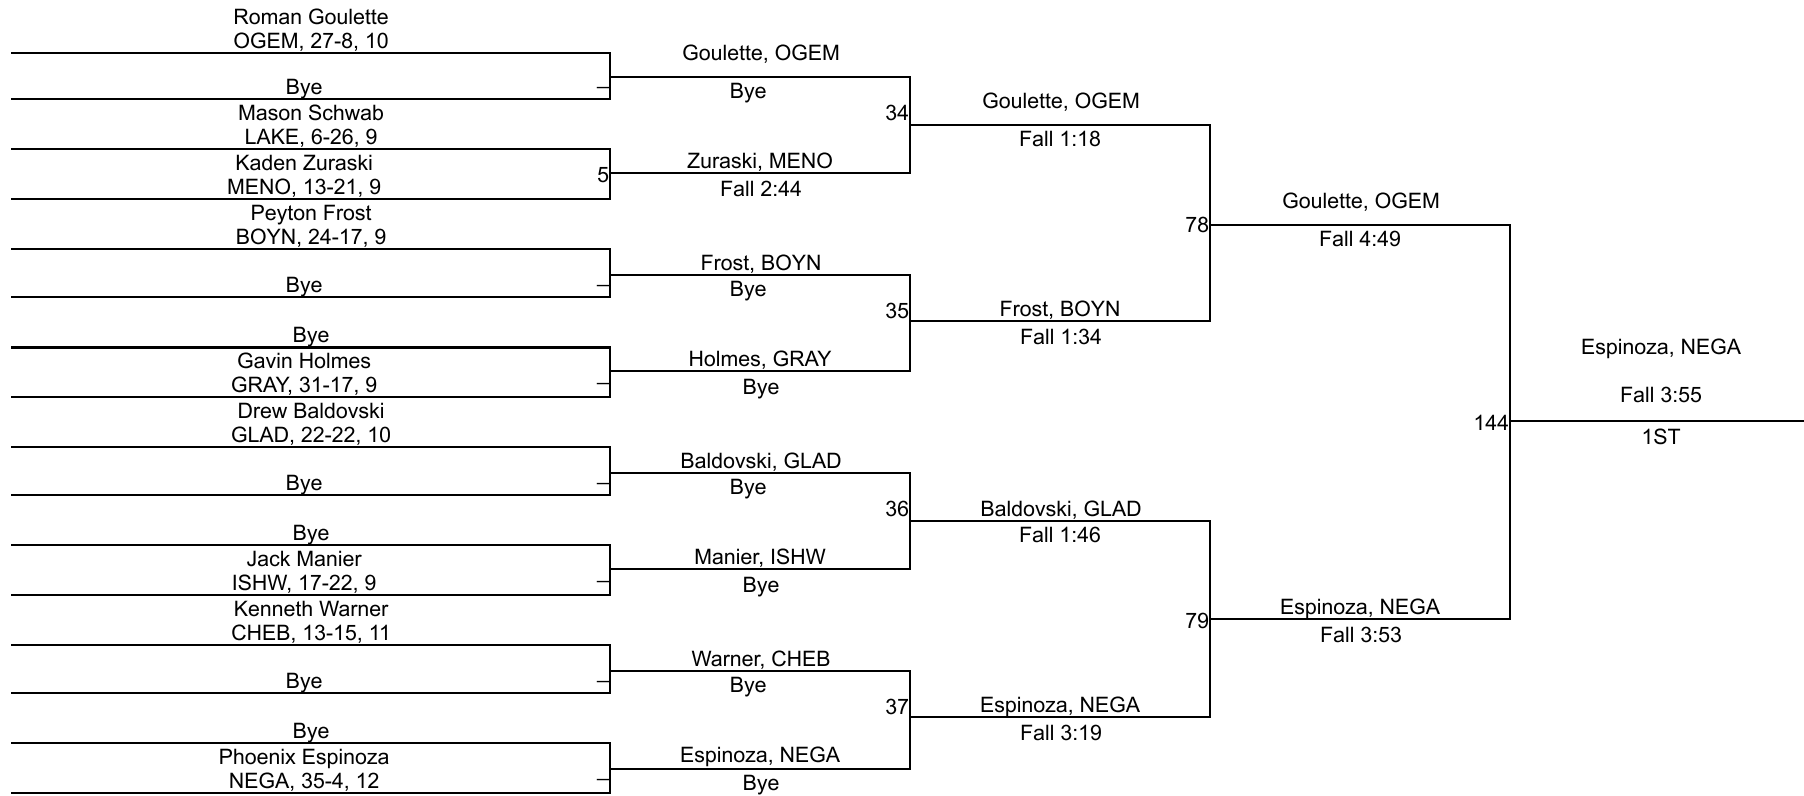 Roman Goulette
OGEM, 27-8, 10
Bye
Mason Schwab
LAKE, 6-26, 9
Kaden Zuraski
MENO, 13-21, 9
5
Peyton Frost
BOYN, 24-17, 9
Bye
Bye
Gavin Holmes
GRAY, 31-17, 9
Drew Baldovski
GLAD, 22-22, 10
Bye
Bye
Jack Manier
ISHW, 17-22, 9
Kenneth Warner
CHEB, 13-15, 11
Bye
Bye
Phoenix Espinoza
NEGA, 35-4, 12
Goulette, OGEM
Bye
34
Zuraski, MENO
Fall 2:44
Frost, BOYN
Bye
35
Holmes, GRAY
Bye
Baldovski, GLAD
Bye
36
Manier, ISHW
Bye
Warner, CHEB
Bye
37
Espinoza, NEGA
Bye
Goulette, OGEM
Fall 1:18
78
Frost, BOYN
Fall 1:34
Baldovski, GLAD
Fall 1:46
79
Espinoza, NEGA
Fall 3:19
Goulette, OGEM
Fall 4:49
144
Espinoza, NEGA
Fall 3:53
Espinoza, NEGA
Fall 3:55
1ST